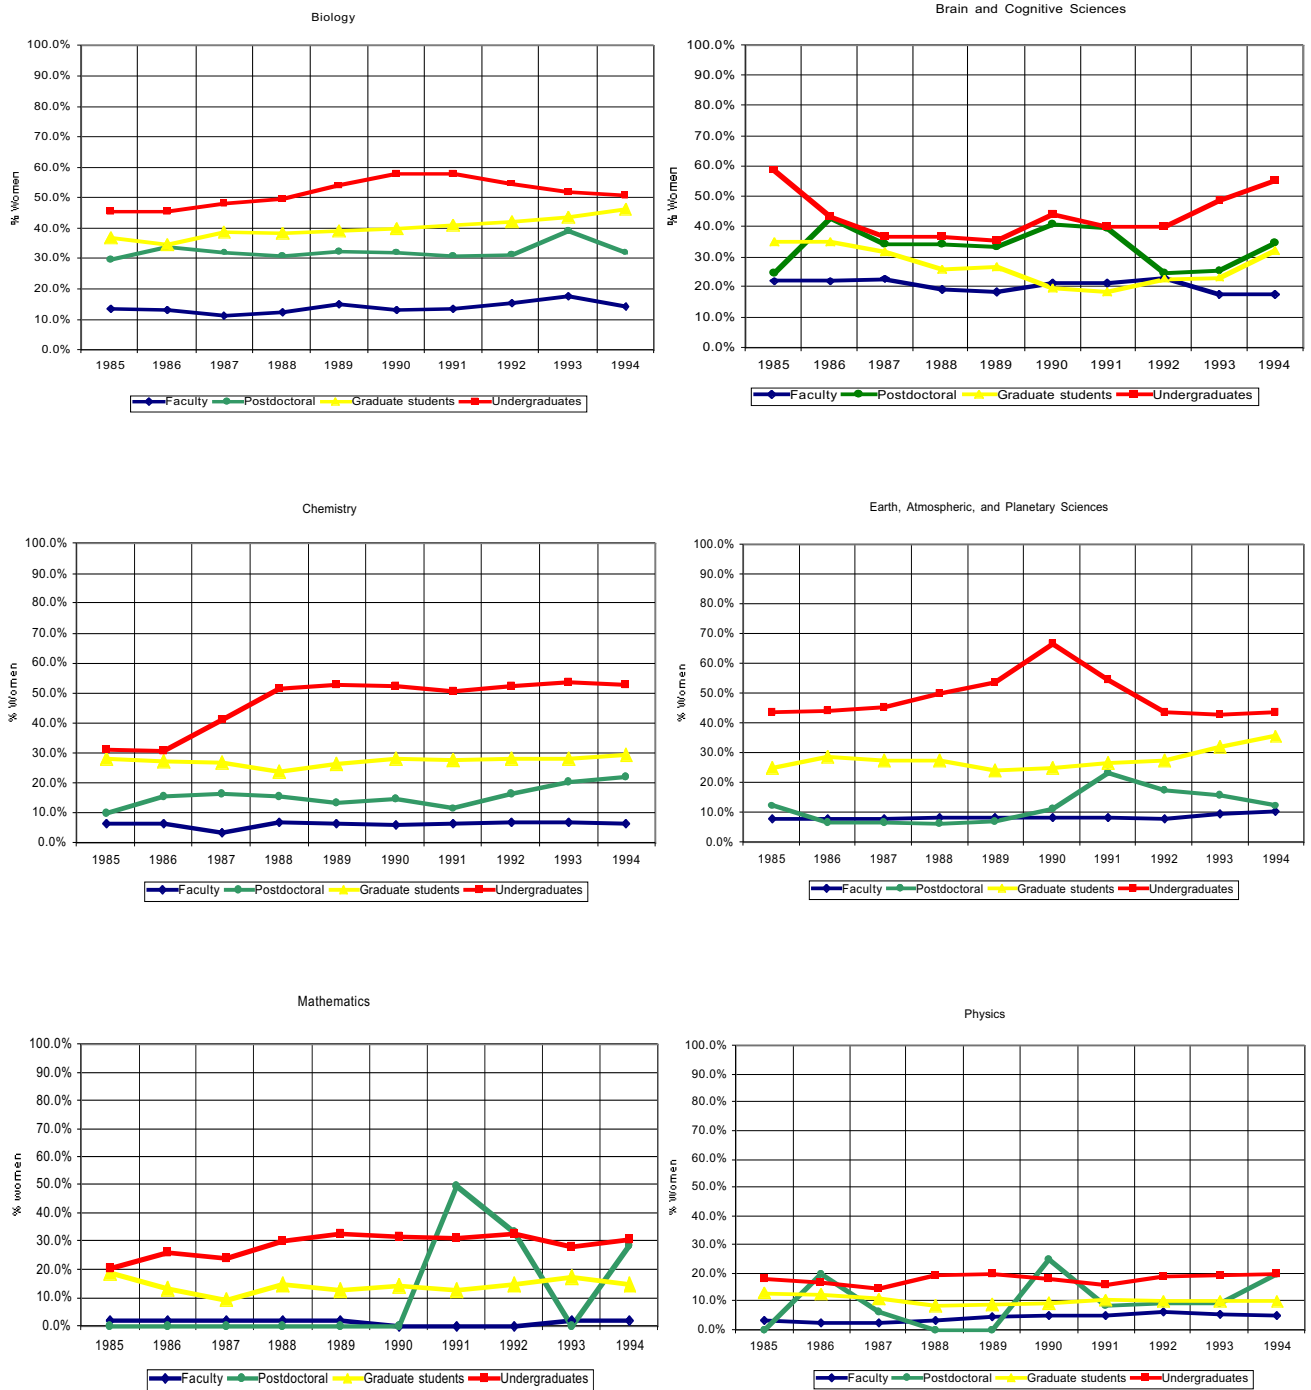 Biology
100.0%
90.0%
80.0%
70.0%
60.0%
50.0%
40.0%
30.0%
20.0%
10.0%
0.0%
% Women
1985 1986 1987 1988 1989 1990 1991 1992 1993 1994
Faculty Postdoctoral Graduate students Undergraduates
Brain and Cognitive Sciences
100.0%
90.0%
80.0%
70.0%
60.0%
50.0%
40.0%
30.0%
20.0%
10.0%
0.0%
% Women
1985 1986 1987 1988 1989 1990 1991 1992 1993 1994
Faculty Postdoctoral Graduate students Undergraduates
Chemistry
100.0%
90.0%
80.0%
70.0%
60.0%
50.0%
40.0%
30.0%
20.0%
10.0%
0.0%
% Women
1985 1986 1987 1988 1989 1990 1991 1992 1993 1994
Faculty Postdoctoral Graduate students Undergraduates
Earth, Atmospheric, and Planetary Sciences
100.0%
90.0%
80.0%
70.0%
60.0%
50.0%
40.0%
30.0%
20.0%
10.0%
0.0%
% Women
1985 1986 1987 1988 1989 1990 1991 1992 1993 1994
Faculty Postdoctoral Graduate students Undergraduates
Mathematics
100.0%
90.0%
80.0%
70.0%
60.0%
50.0%
40.0%
30.0%
20.0%
10.0%
0.0%
% women
1985 1986 1987 1988 1989 1990 1991 1992 1993 1994
Faculty Postdoctoral Graduate students Undergraduates
Physics
100.0%
90.0%
80.0%
70.0%
60.0%
50.0%
40.0%
30.0%
20.0%
10.0%
0.0%
% Women
1985 1986 1987 1988 1989 1990 1991 1992 1993 1994
Faculty Postdoctoral Graduate students Undergraduates